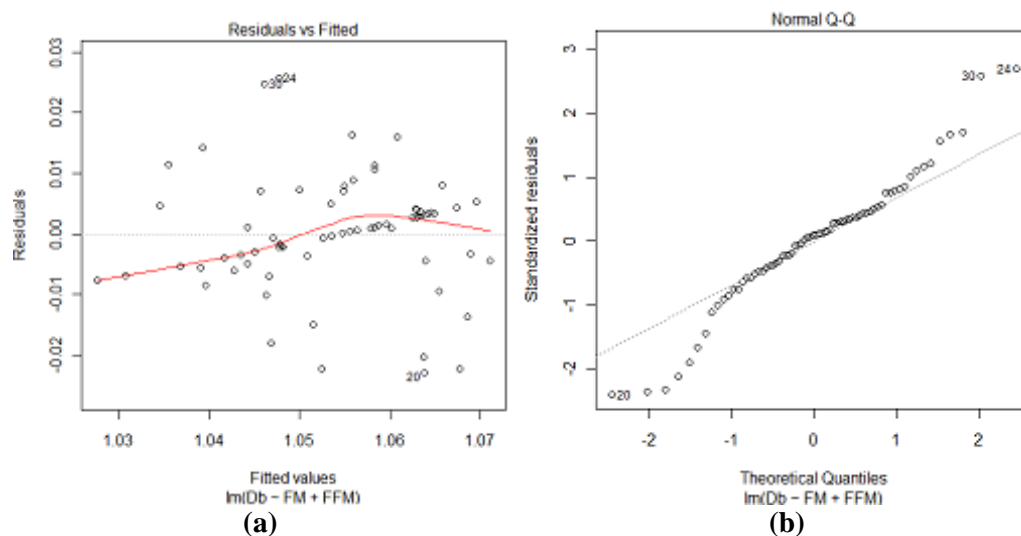 Residuals vs Fitted
Residuals
0.03
0.02
0.01
0.00
-0.01
-0.02
30
24
20
1.03 1.04 1.05 1.06 1.07
Fitted values
lm(Db ~ FM + FFM)
(a)
Normal Q-Q
Standardized residuals
3
2
1
0
-1
-2
30
24
20
-2 -1 0 1 2
Theoretical Quantiles
lm(Db ~ FM + FFM)
(b)